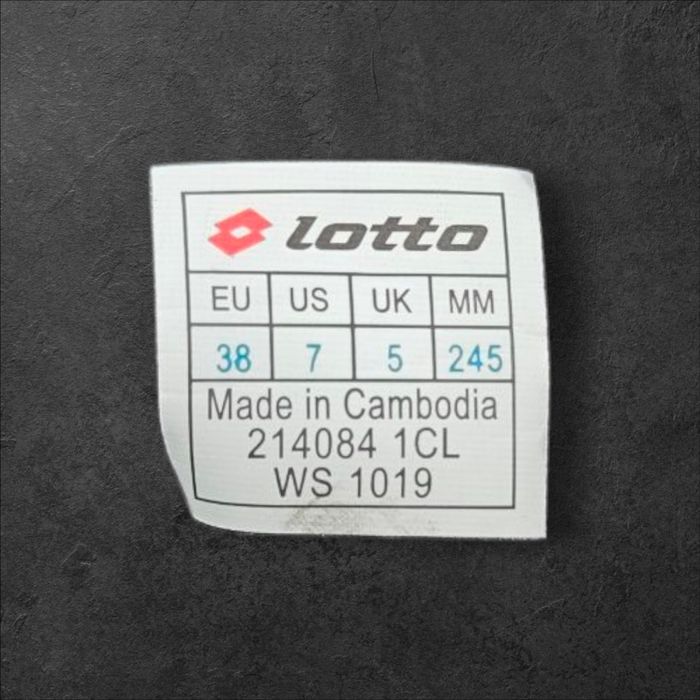 lotto
EU US UK MM
38 7 5 245
Made in Cambodia
214084 1CL
WS 1019